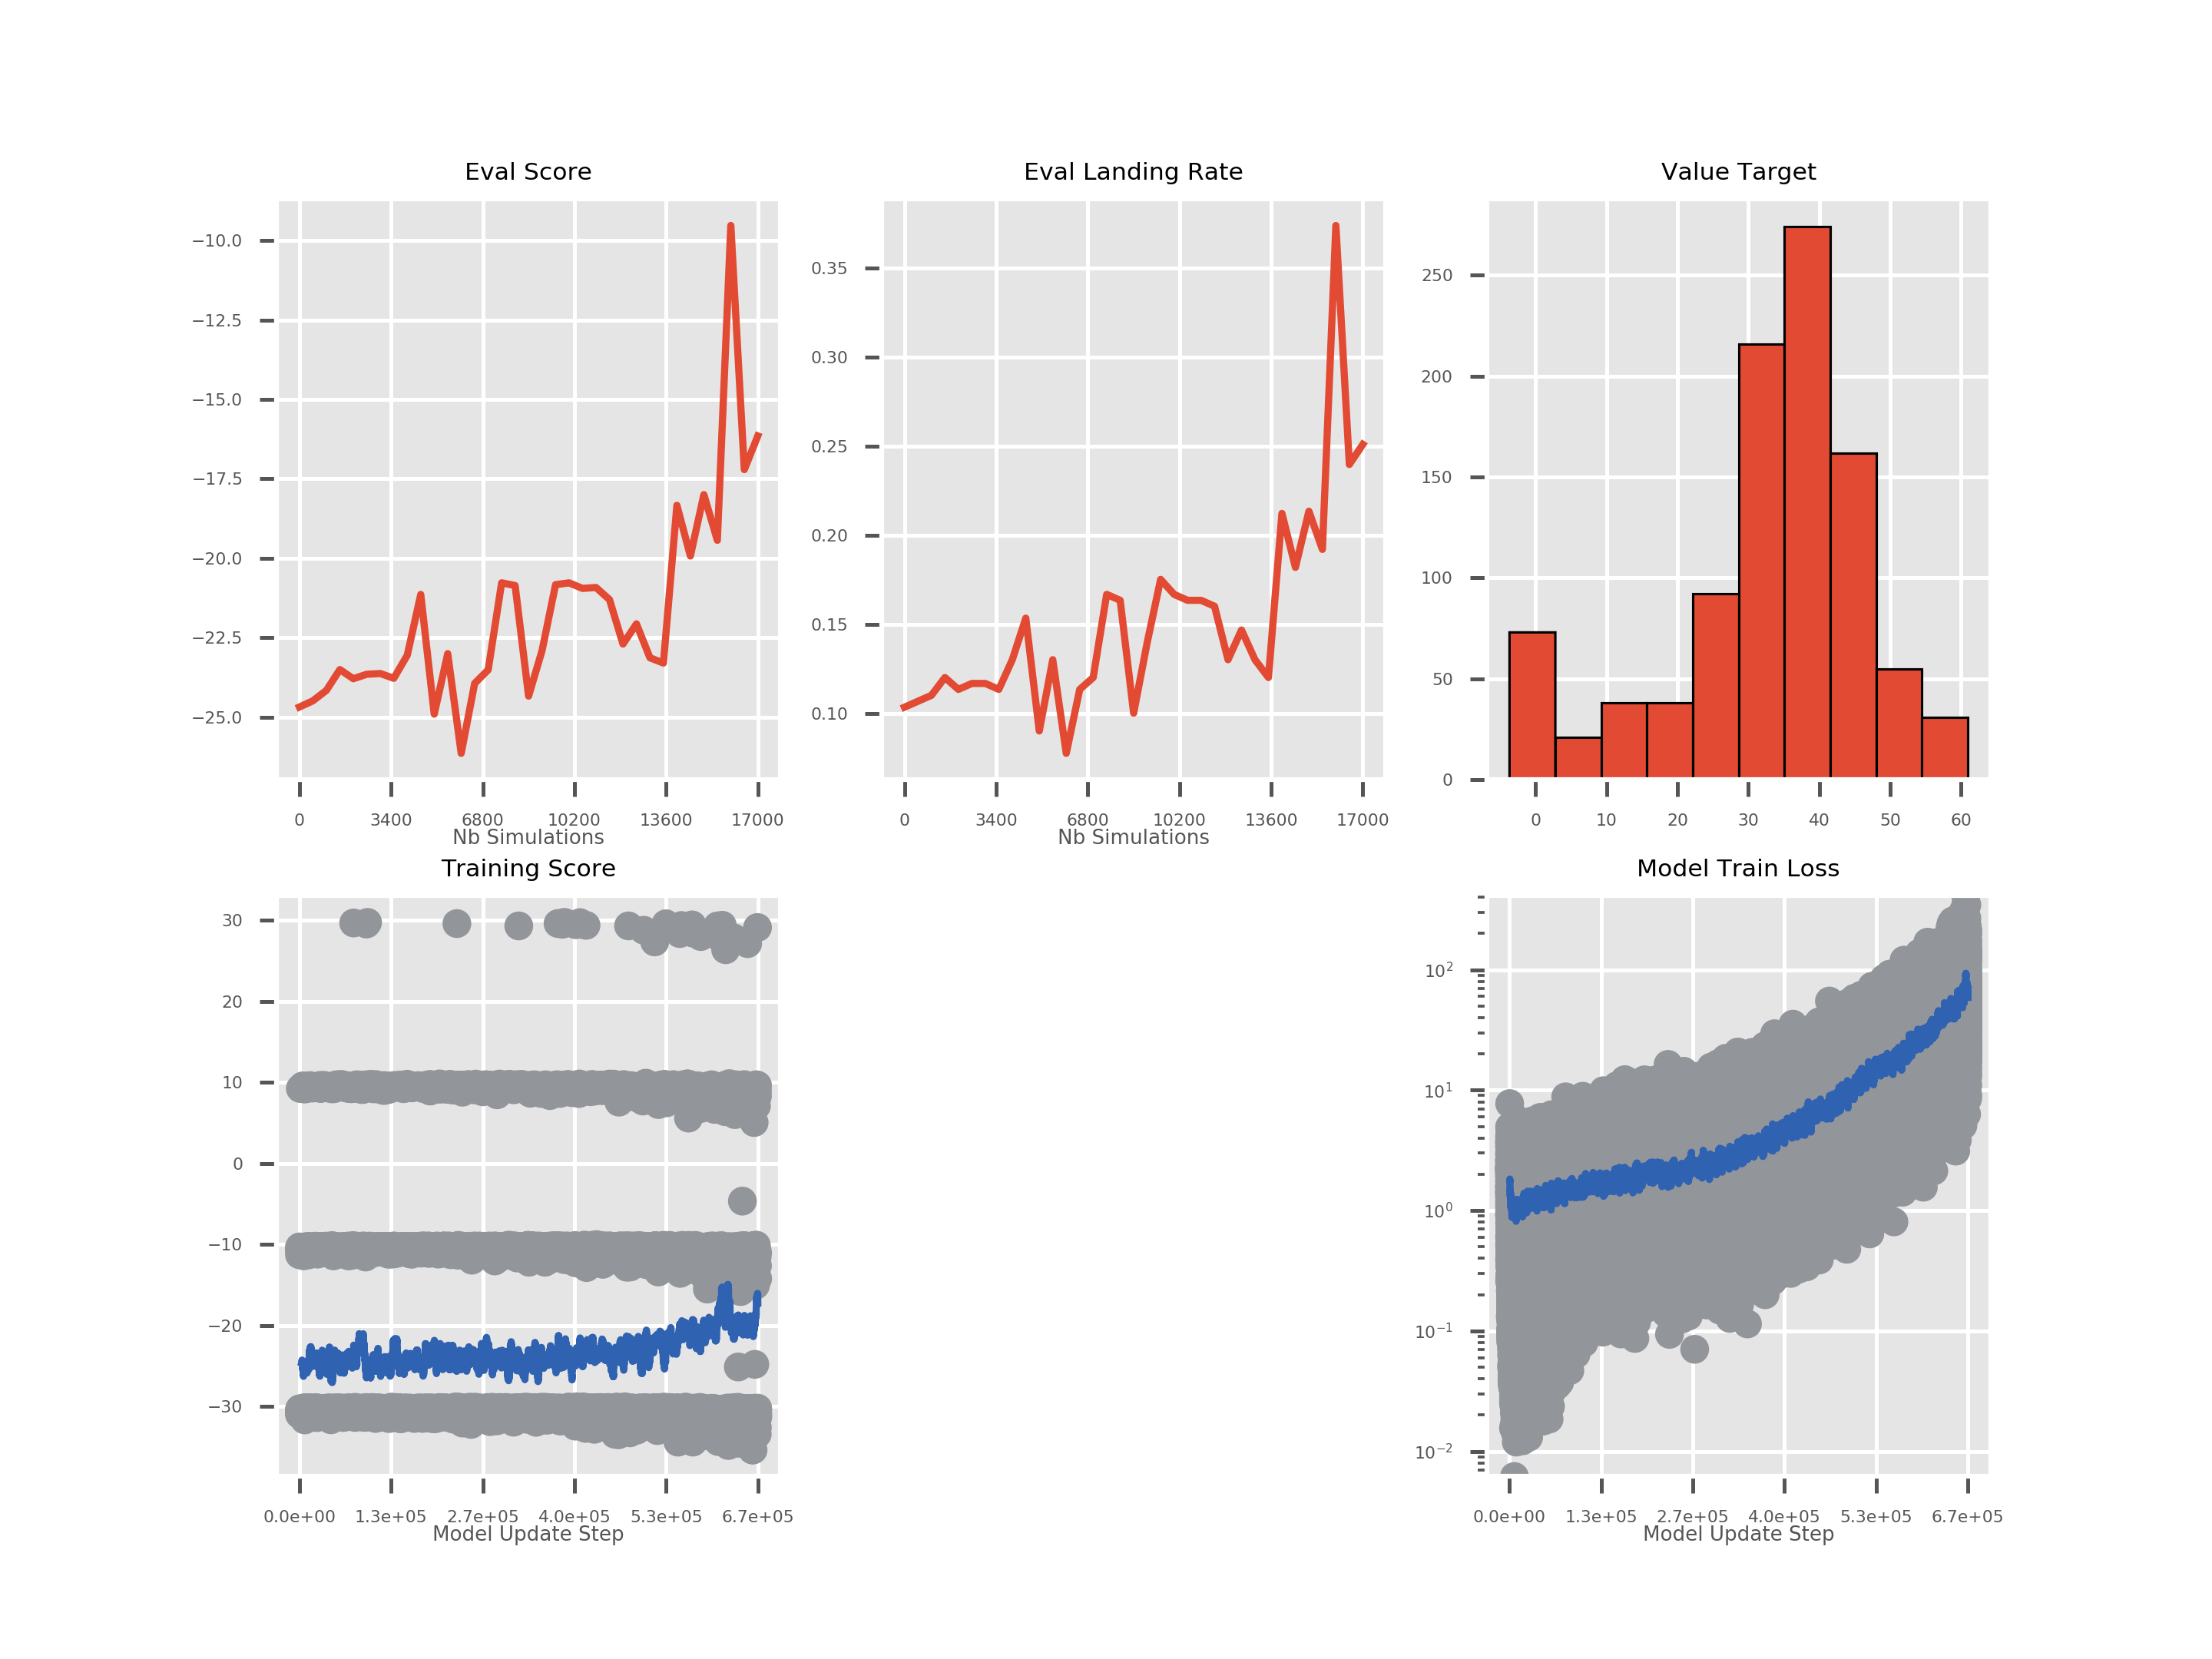 Eval Score
−10.0
−12.5
−15.0
−17.5
−20.0
−22.5
−25.0
0 3400 6800 10200 13600 17000
Nb Simulations
Eval Landing Rate
0.35
0.30
0.25
0.20
0.15
0.10
0 3400 6800 10200 13600 17000
Nb Simulations
Value Target
250
200
150
100
50
0
0 10 20 30 40 50 60
Training Score
30
20
10
0
−10
−20
−30
0.0e+00 1.3e+05 2.7e+05 4.0e+05 5.3e+05 6.7e+05
Model Update Step
Model Train Loss
10²
10¹
10⁰
10⁻¹
10⁻²
0.0e+00 1.3e+05 2.7e+05 4.0e+05 5.3e+05 6.7e+05
Model Update Step